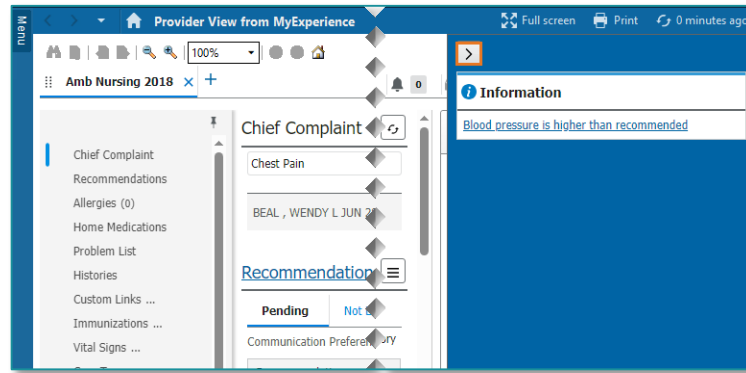 Menu
Provider View from MyExperience
Full screen
Print
0 minutes ago
100%
Amb Nursing 2018
0
Information
Blood pressure is higher than recommended
Chief Complaint
Recommendations
Allergies (0)
Home Medications
Problem List
Histories
Custom Links ...
Immunizations ...
Vital Signs ...
Chief Complaint
Chest Pain
BEAL , WENDY L JUN
Recommendation
Pending
Not
Communication